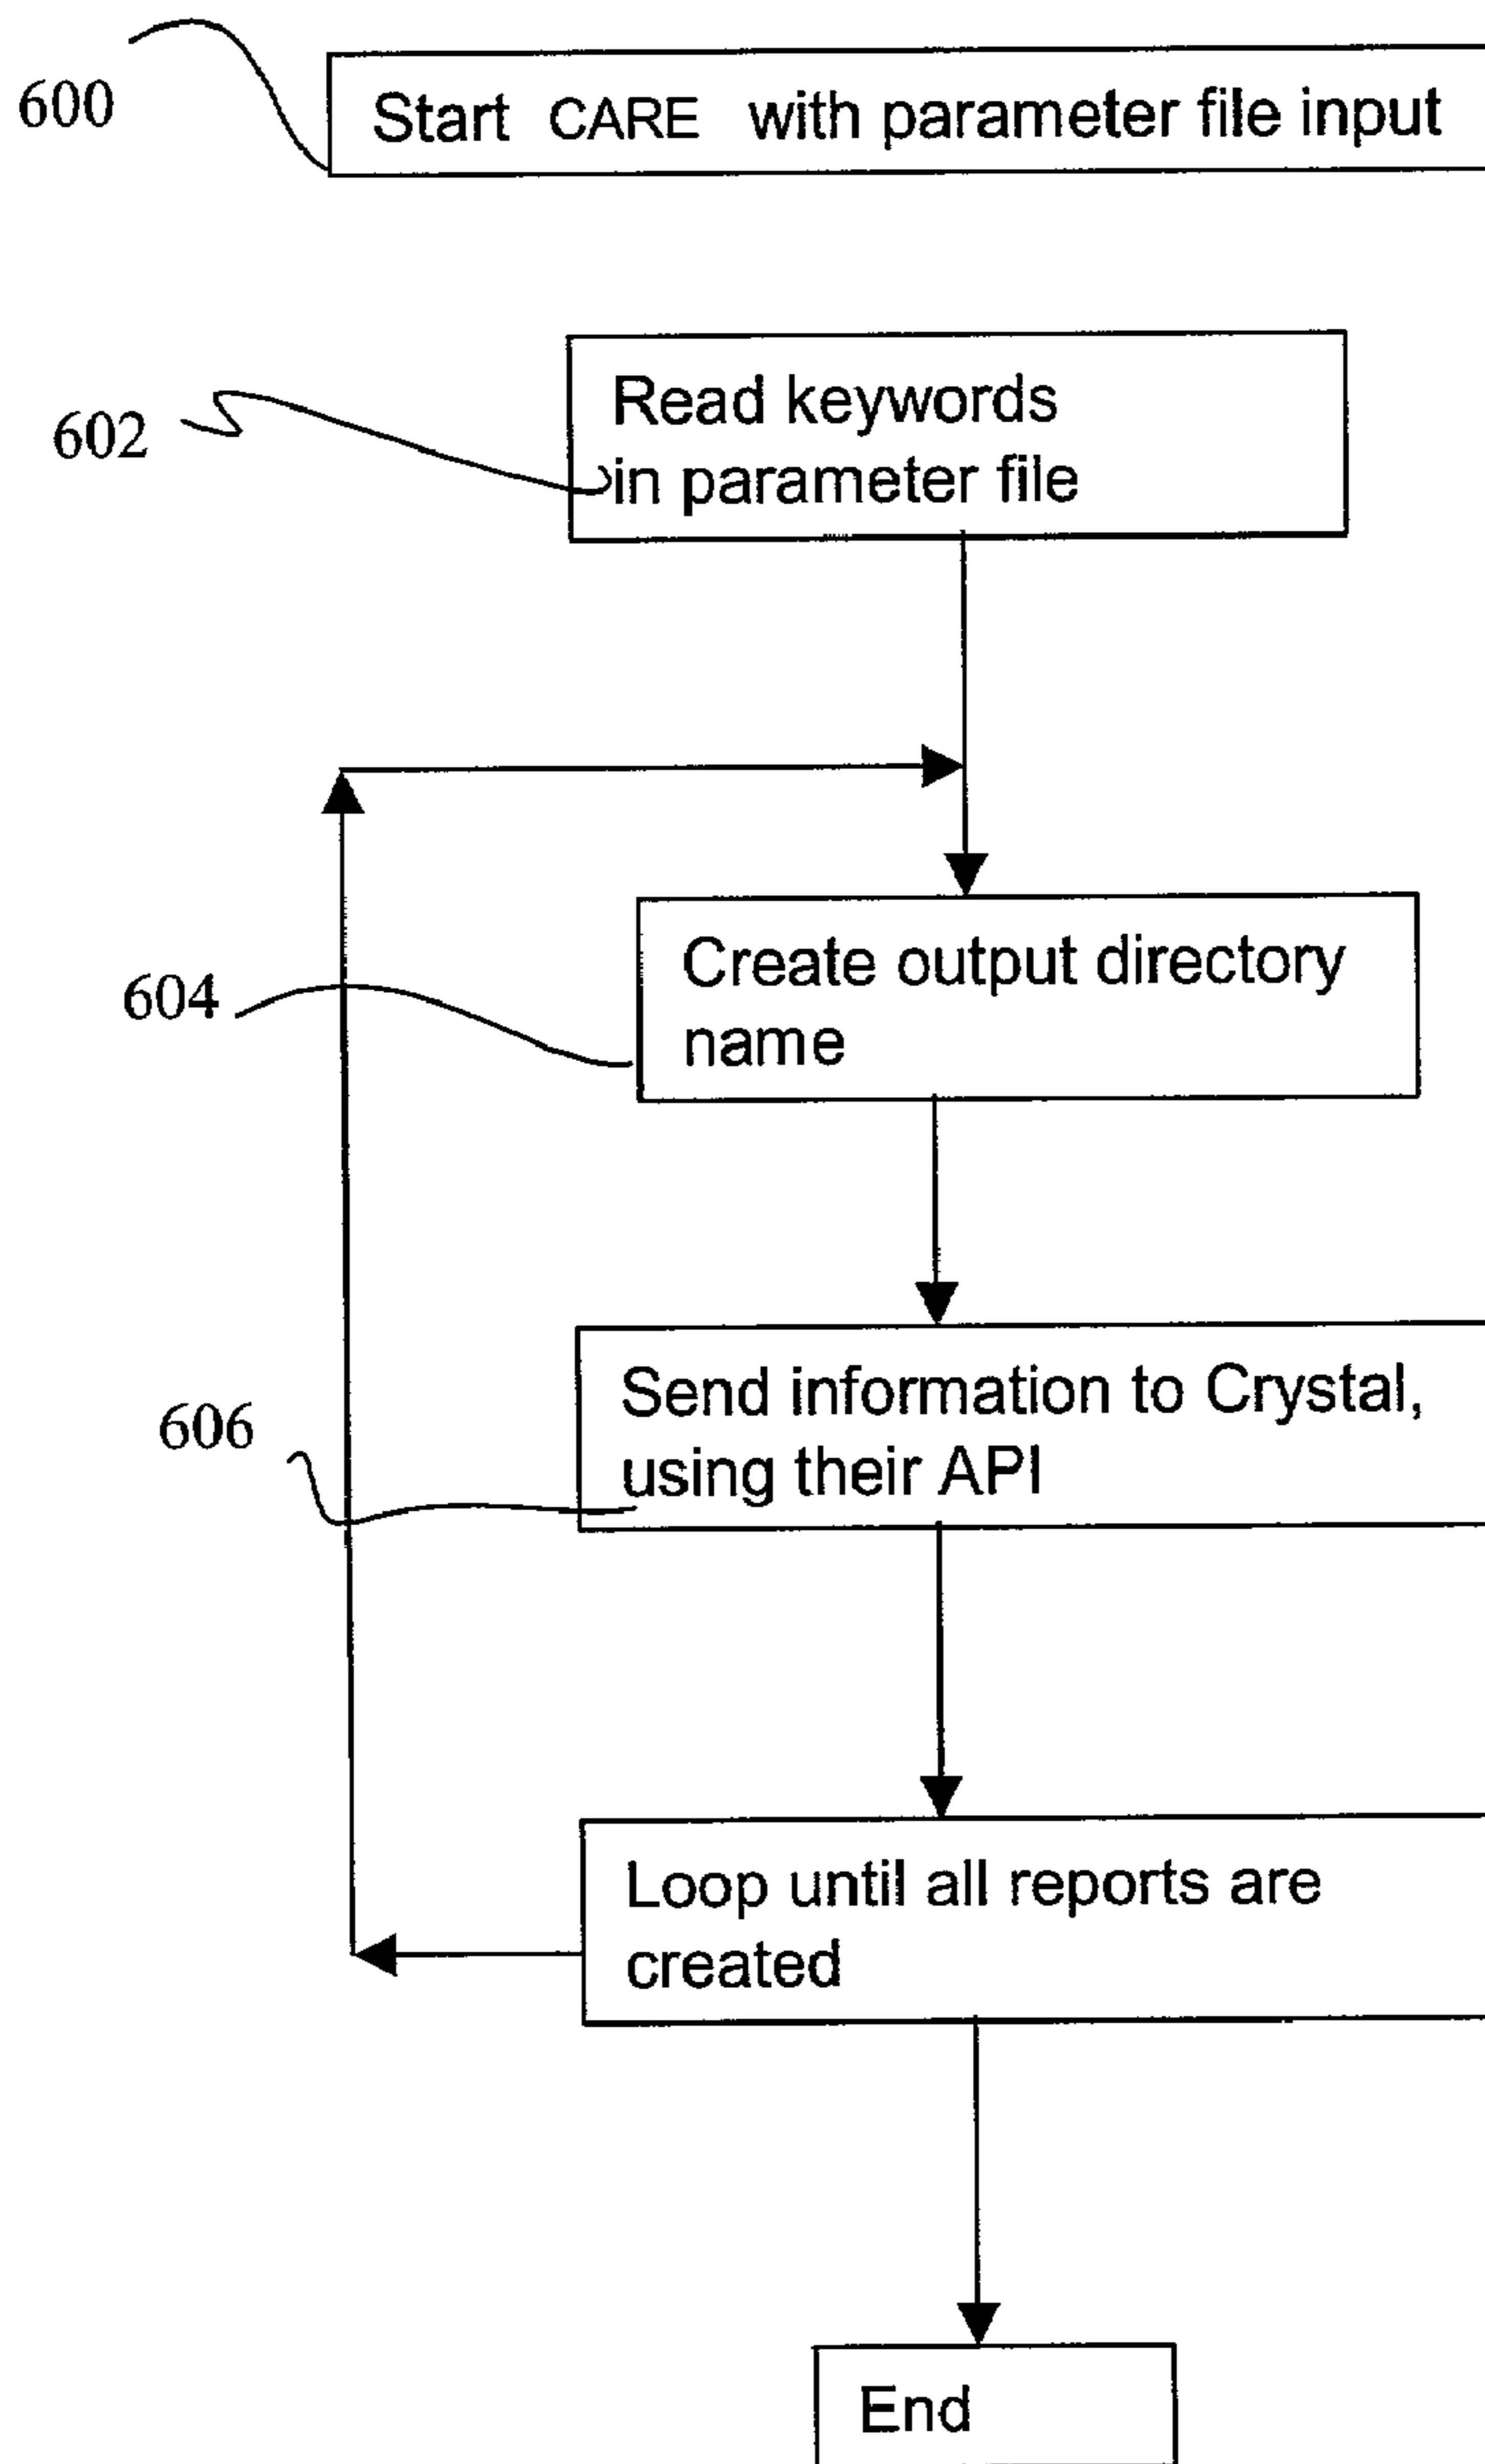 600
Start CARE with parameter file input
602
Read keywords
in parameter file
604
Create output directory
name
606
Send information to Crystal,
using their API
Loop until all reports are
created
End